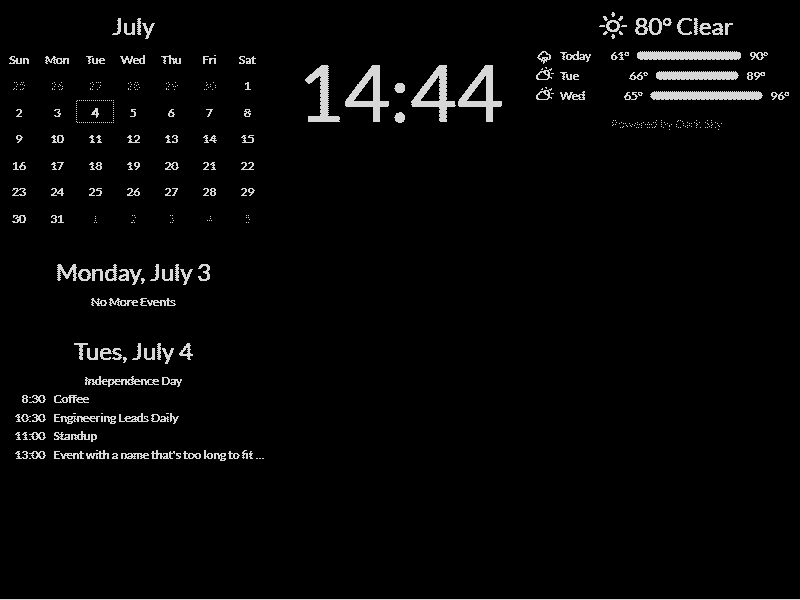 July
Sun Mon Tue Wed Thu Fri Sat
25 26 27 28 29 30 1
2 3 4 5 6 7 8
9 10 11 12 13 14 15
16 17 18 19 20 21 22
23 24 25 26 27 28 29
30 31 1 2 3 4 5
Monday, July 3
No More Events
Tues, July 4
Independence Day
8:30 Coffee
10:30 Engineering Leads Daily
11:00 Standup
13:00 Event with a name that's too long to fit ...
14:44
80° Clear
Today 61° 90°
Tue 66° 89°
Wed 65° 96°
Powered by Dark Sky